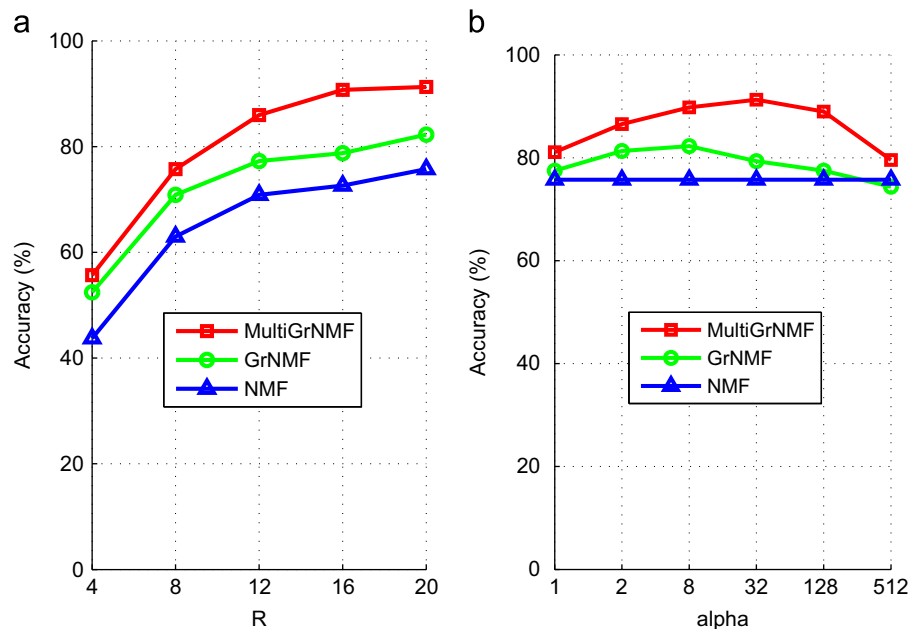 a
100
80
60
40
20
0
Accuracy (%)
MultiGrNMF
GrNMF
NMF
4 8 12 16 20
R
b
100
80
60
40
20
0
Accuracy (%)
MultiGrNMF
GrNMF
NMF
1 2 8 32 128 512
alpha